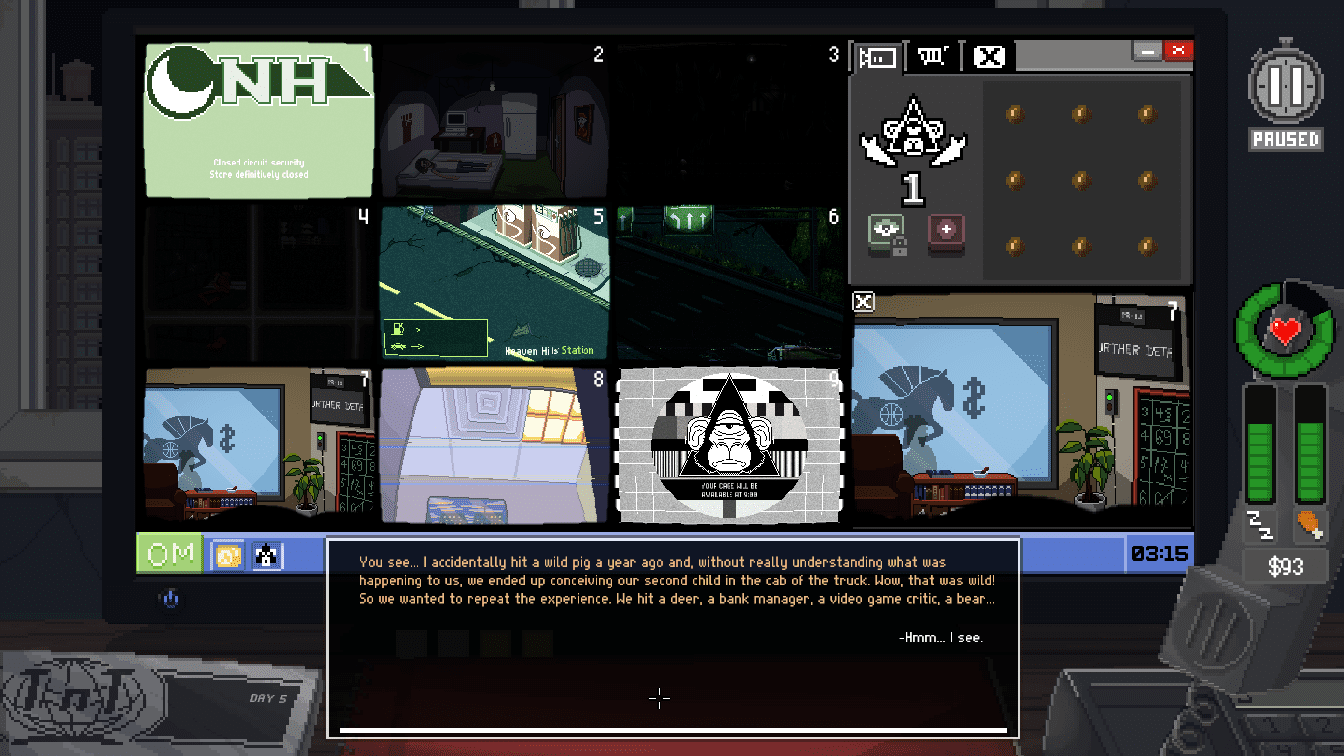 1
NH
Closed circuit security
Store definitively closed
2
3
4
5
Heaven Hills Station
6
7
8
9
YOUR CASE WILL BE
AVAILABLE AT 9:00
1
7
PAUSED
$93
OM
03:15
You see... I accidentally hit a wild pig a year ago and, without really understanding what was
happening to us, we ended up conceiving our second child in the cab of the truck. Wow, that was wild!
So we wanted to repeat the experience. We hit a deer, a bank manager, a video game critic, a bear...
-Hmm... I see.
TnT
DAY 5